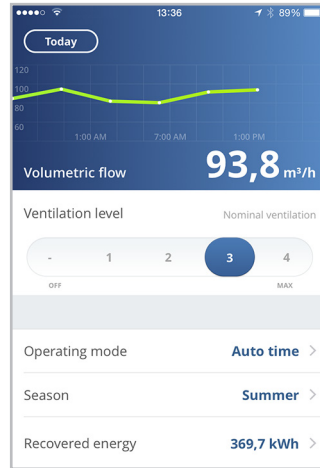 13:36 89%
Today
120
100
80
60
1:00 AM 7:00 AM 1:00 PM
Volumetric flow 93,8 m³/h
Ventilation level Nominal ventilation
- 1 2 3 4
OFF MAX
Operating mode Auto time
Season Summer
Recovered energy 369,7 kWh